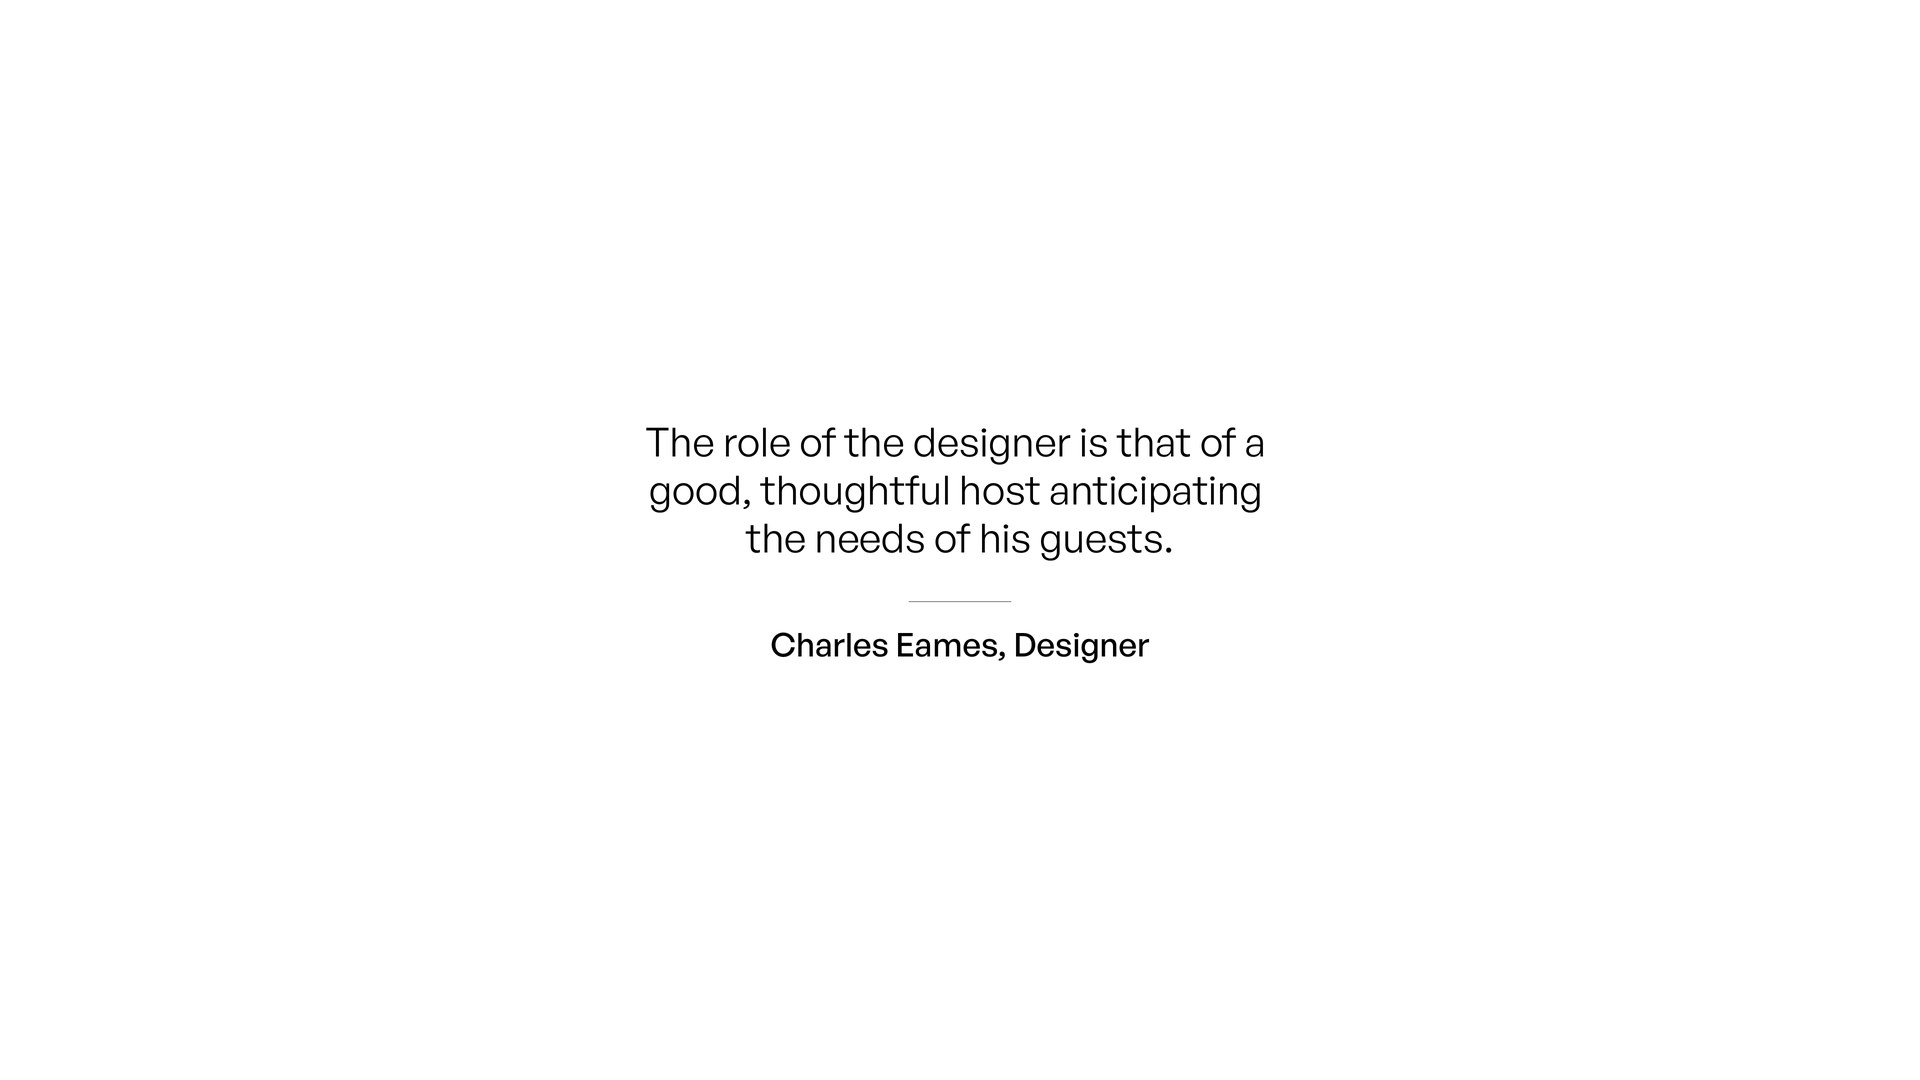 The role of the designer is that of a
good, thoughtful host anticipating
the needs of his guests.
Charles Eames, Designer